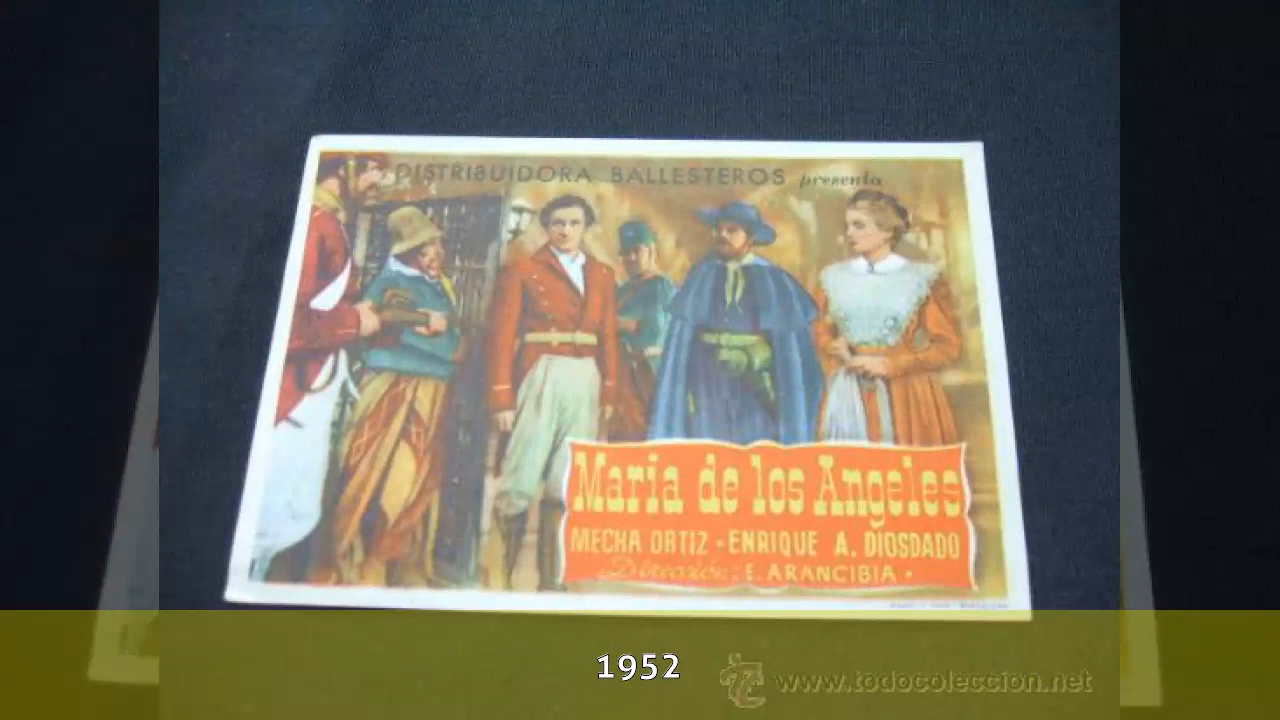 DISTRIBUIDORA BALLESTEROS presenta
Maria de los Angeles
MECHA ORTIZ - ENRIQUE A. DIOSDADO
Dirección: E. ARANCIBIA
1952
www.todocoleccion.net